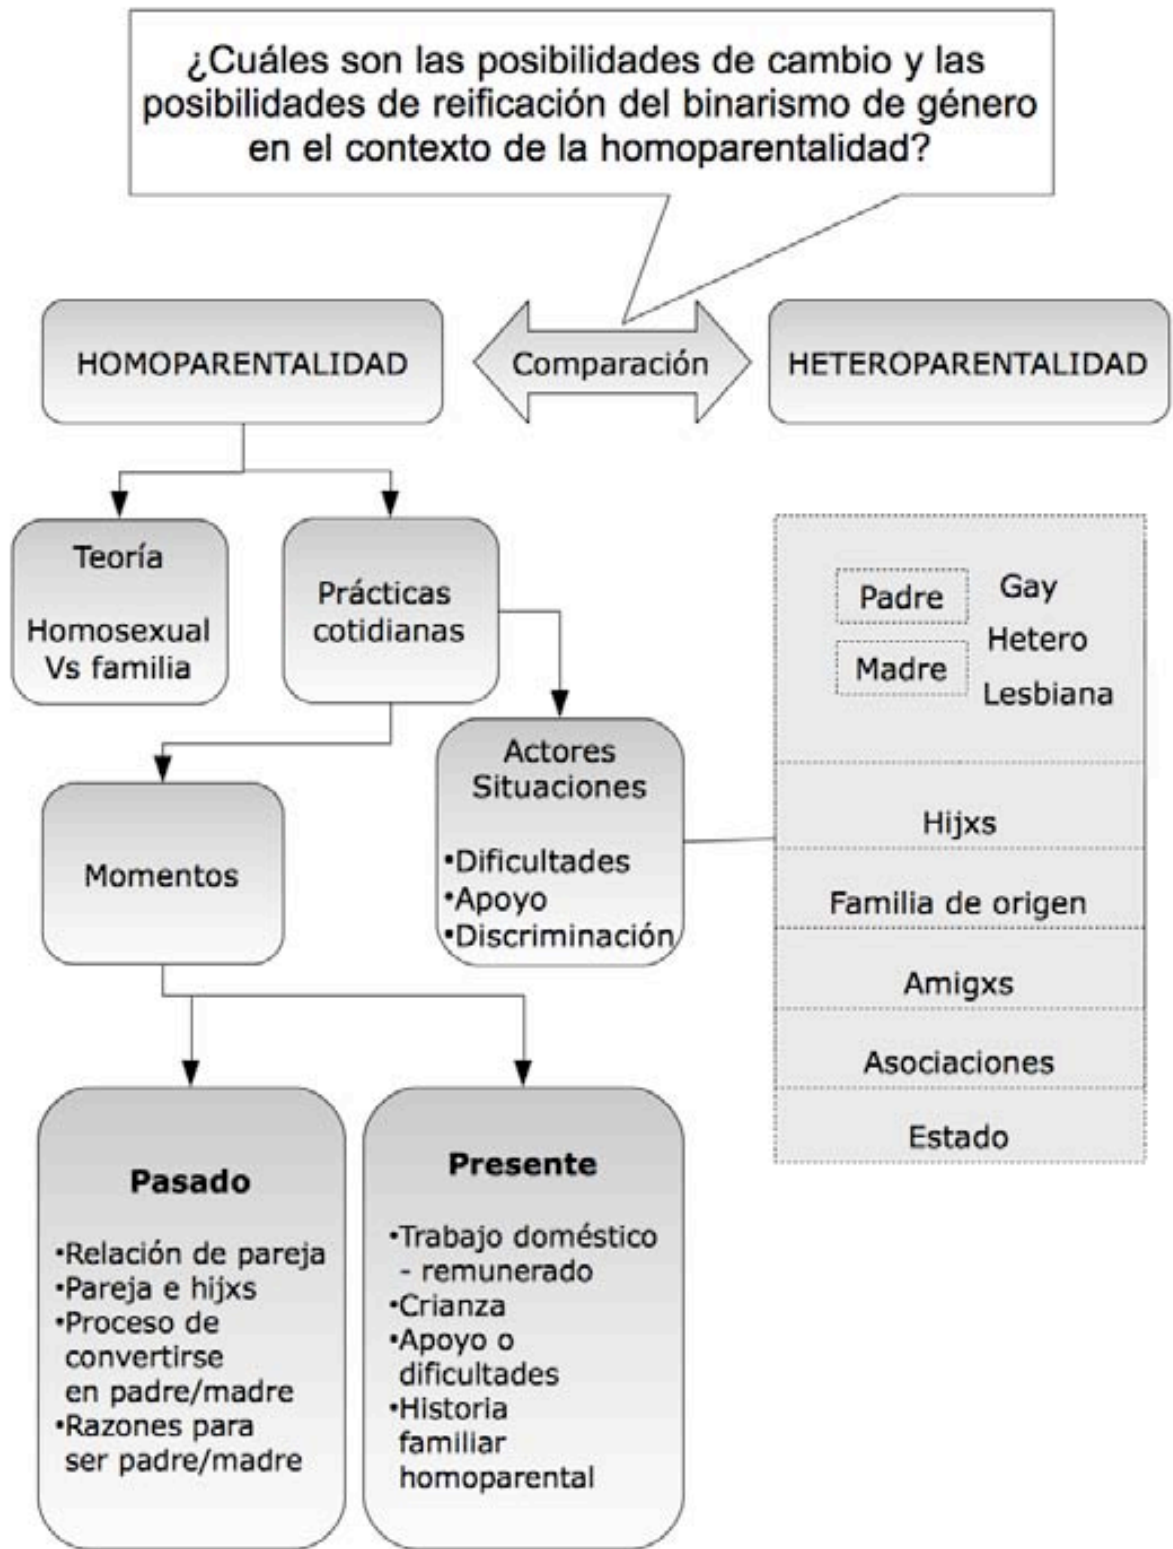 ¿Cuáles son las posibilidades de cambio y las
posibilidades de reificación del binarismo de género
en el contexto de la homoparentalidad?
HOMOPARENTALIDAD
Comparación
HETEROPARENTALIDAD
Teoría
Homosexual
Vs familia
Prácticas
cotidianas
Momentos
Actores
Situaciones
•Dificultades
•Apoyo
•Discriminación
Padre
Madre
Gay
Hetero
Lesbiana
Hijxs
Familia de origen
Amigxs
Asociaciones
Estado
Pasado
•Relación de pareja
•Pareja e hijxs
•Proceso de
convertirse
en padre/madre
•Razones para
ser padre/madre
Presente
•Trabajo doméstico
- remunerado
•Crianza
•Apoyo o
dificultades
•Historia
familiar
homoparental